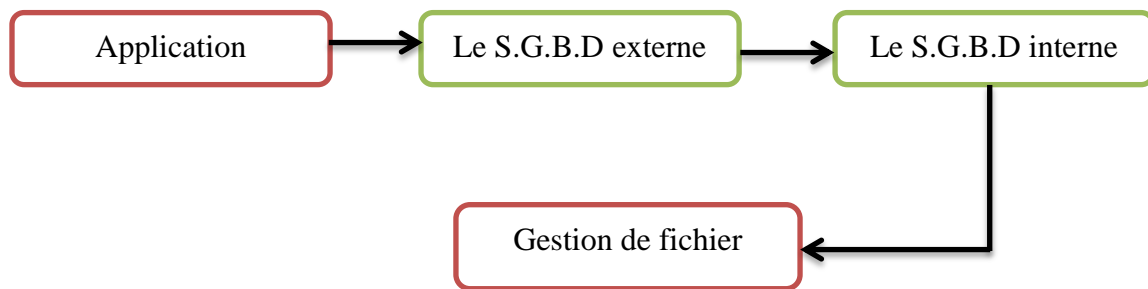 Application
Le S.G.B.D externe
Le S.G.B.D interne
Gestion de fichier